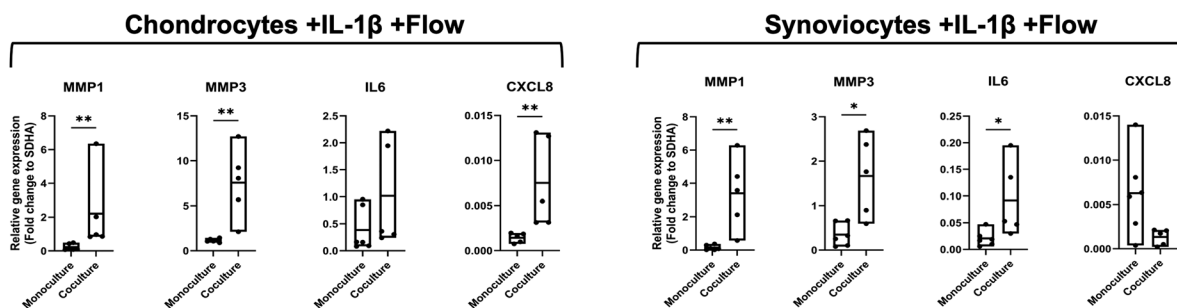 Chondrocytes +IL-1β +Flow
MMP1
MMP3
IL6
CXCL8
Relative gene expression
(Fold change to SDHA)
8
6
4
2
0
**
Monoculture
Coculture
15
10
5
0
**
Monoculture
Coculture
2.5
2.0
1.5
1.0
0.5
0.0
Monoculture
Coculture
0.015
0.010
0.005
0.000
**
Monoculture
Coculture
Synoviocytes +IL-1β +Flow
MMP1
MMP3
IL6
CXCL8
Relative gene expression
(Fold change to SDHA)
8
6
4
2
0
**
Monoculture
Coculture
3
2
1
0
*
Monoculture
Coculture
0.25
0.20
0.15
0.10
0.05
0.00
*
Monoculture
Coculture
0.015
0.010
0.005
0.000
Monoculture
Coculture